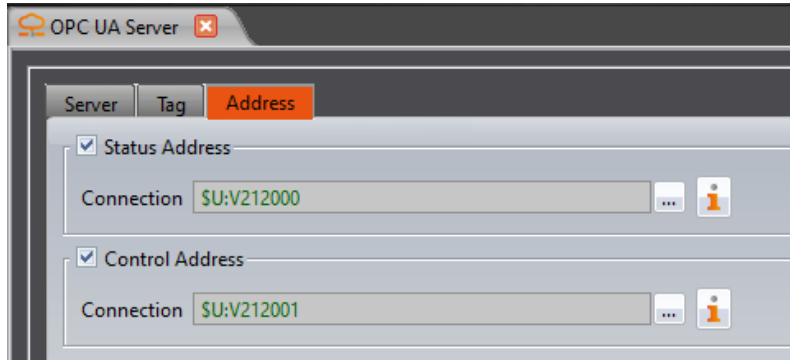 OPC UA Server
Server Tag Address
Status Address
Connection $U:V212000 ...
Control Address
Connection $U:V212001 ...